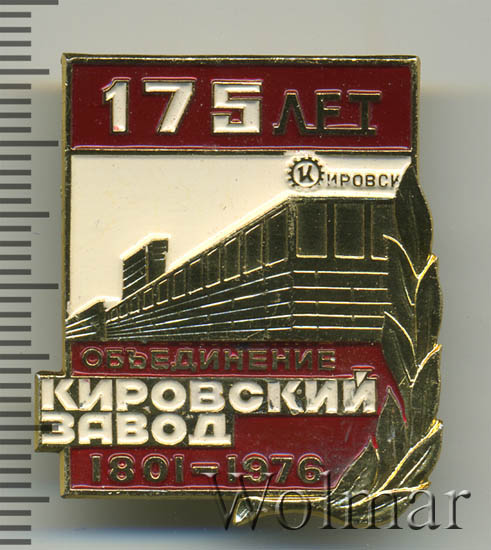 175 ЛЕТ
КИРОВСК
ОБЪЕДИНЕНИЕ
КИРОВСКИЙ
ЗАВОД
1801-1976
Wolmar